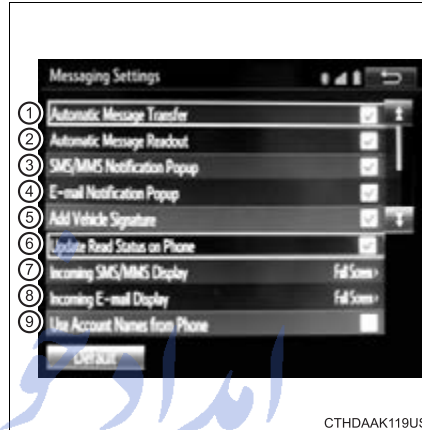 Messaging Settings
1 Automatic Message Transfer
2 Automatic Message Readout
3 SMS/MMS Notification Popup
4 E-mail Notification Popup
5 Add Vehicle Signature
6 Update Read Status on Phone
7 Incoming SMS/MMS Display Full Screen
8 Incoming E-mail Display Full Screen
9 Use Account Names from Phone
Default
امداد خو
CTHDAAK119US